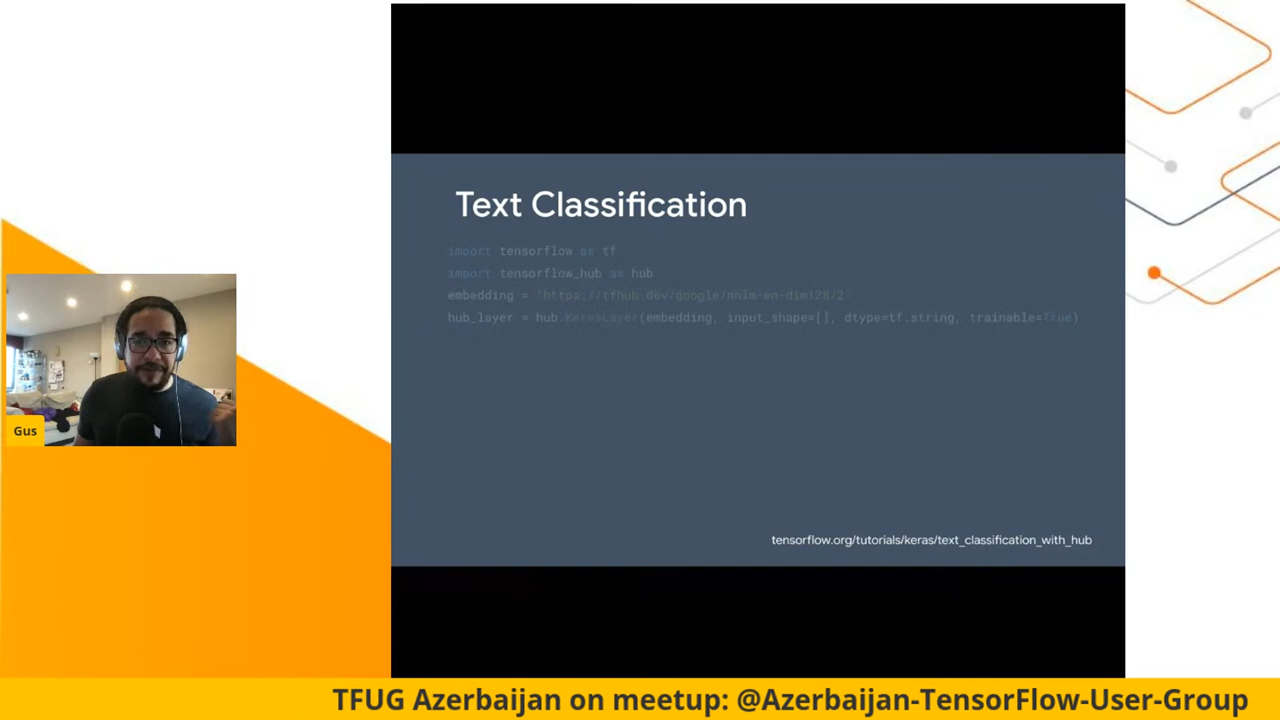 Text Classification
import tensorflow as tf
import tensorflow_hub as hub
embedding = "https://tfhub.dev/google/nnlm-en-dim128/2"
hub_layer = hub.KerasLayer(embedding, input_shape=[], dtype=tf.string, trainable=True)
Gus
tensorflow.org/tutorials/keras/text_classification_with_hub
TFUG Azerbaijan on meetup: @Azerbaijan-TensorFlow-User-Group